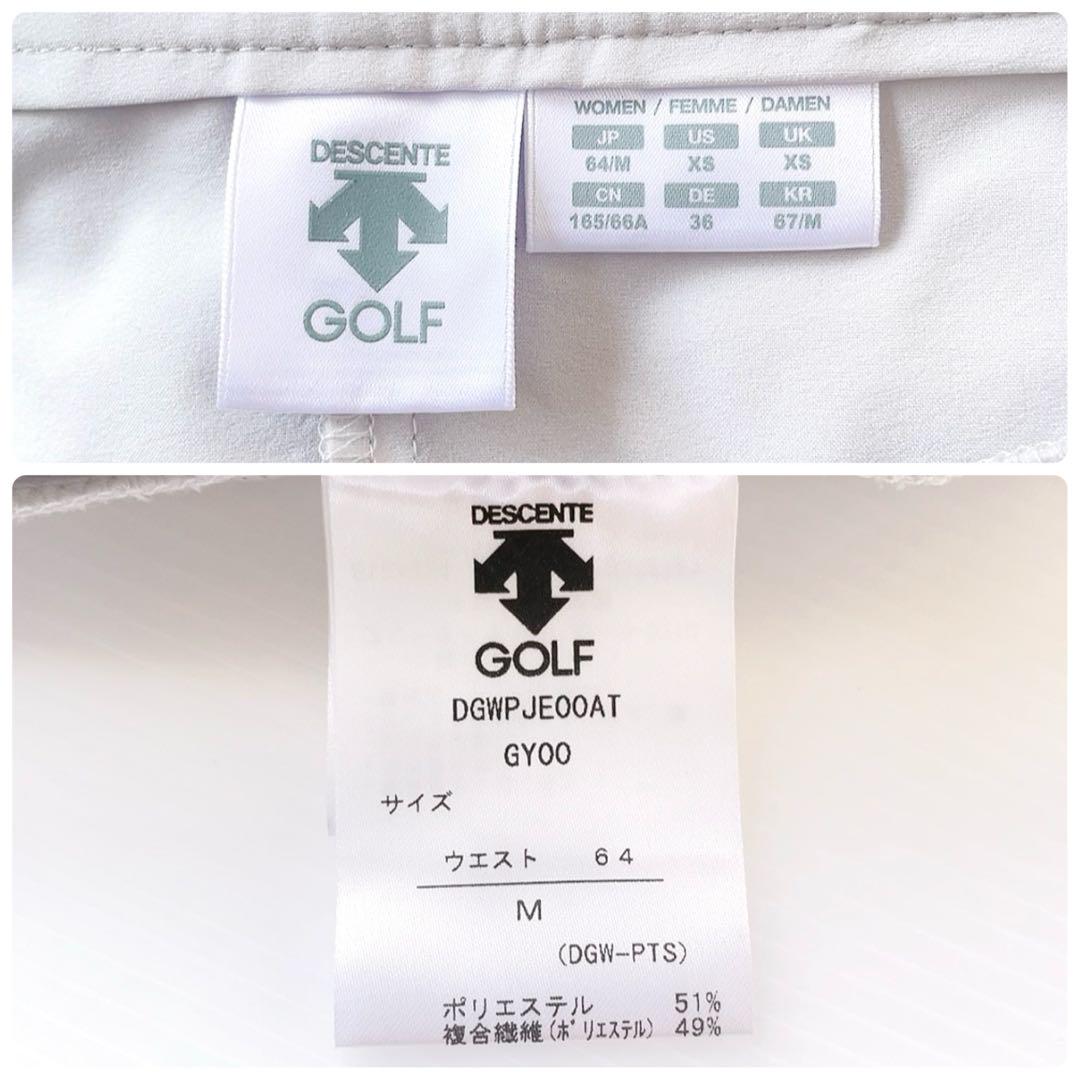 DESCENTE
GOLF
WOMEN / FEMME / DAMEN
JP US UK
64/M XS XS
CN DE KR
165/66A 36 67/M
DESCENTE
GOLF
DGWPJE00AT
GY00
サイズ
ウエスト 64
M
(DGW-PTS)
ポリエステル 51%
複合繊維(ポリエステル) 49%